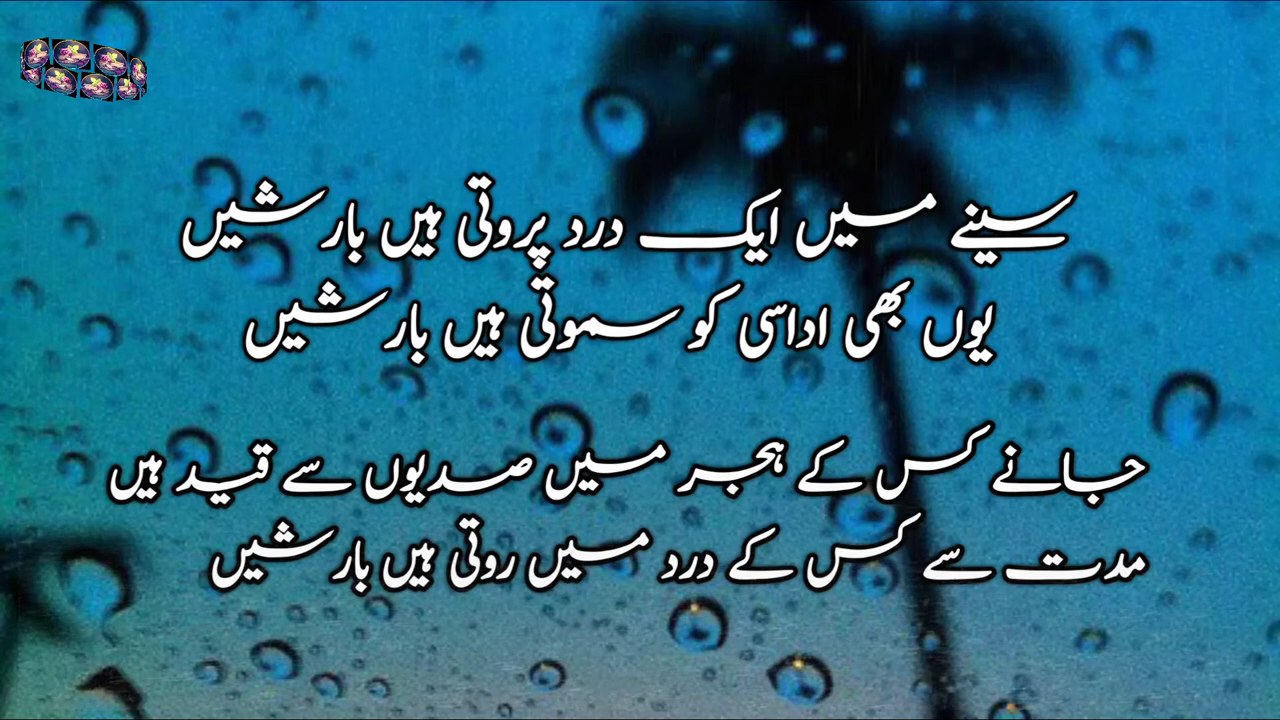 سینے میں ایک درد پروتی ہیں بارشیں
یوں بھی اداسی کو سموتی ہیں بارشیں
جانے کس کے ہجر میں صدیوں سے قید ہیں
مدت سے کس کے درد میں روتی ہیں بارشیں